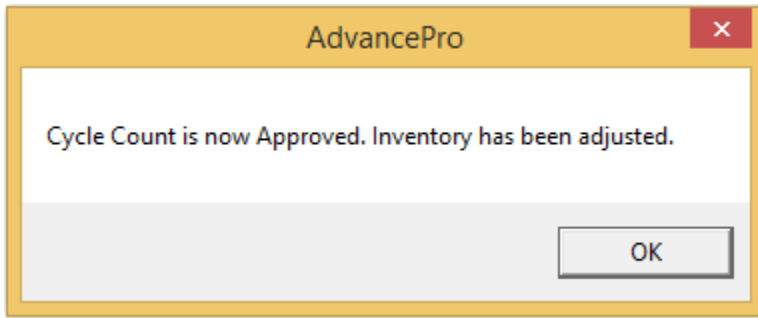 AdvancePro
Cycle Count is now Approved. Inventory has been adjusted.
OK